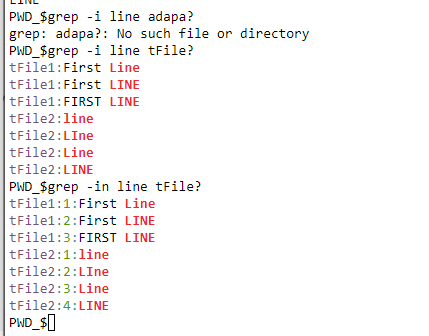 LINE
PWD_$grep -i line adapa?
grep: adapa?: No such file or directory
PWD_$grep -i line tFile?
tFile1:First Line
tFile1:First LINE
tFile1:FIRST LINE
tFile2:line
tFile2:LIne
tFile2:Line
tFile2:LINE
PWD_$grep -in line tFile?
tFile1:1:First Line
tFile1:2:First LINE
tFile1:3:FIRST LINE
tFile2:1:line
tFile2:2:LIne
tFile2:3:Line
tFile2:4:LINE
PWD_$